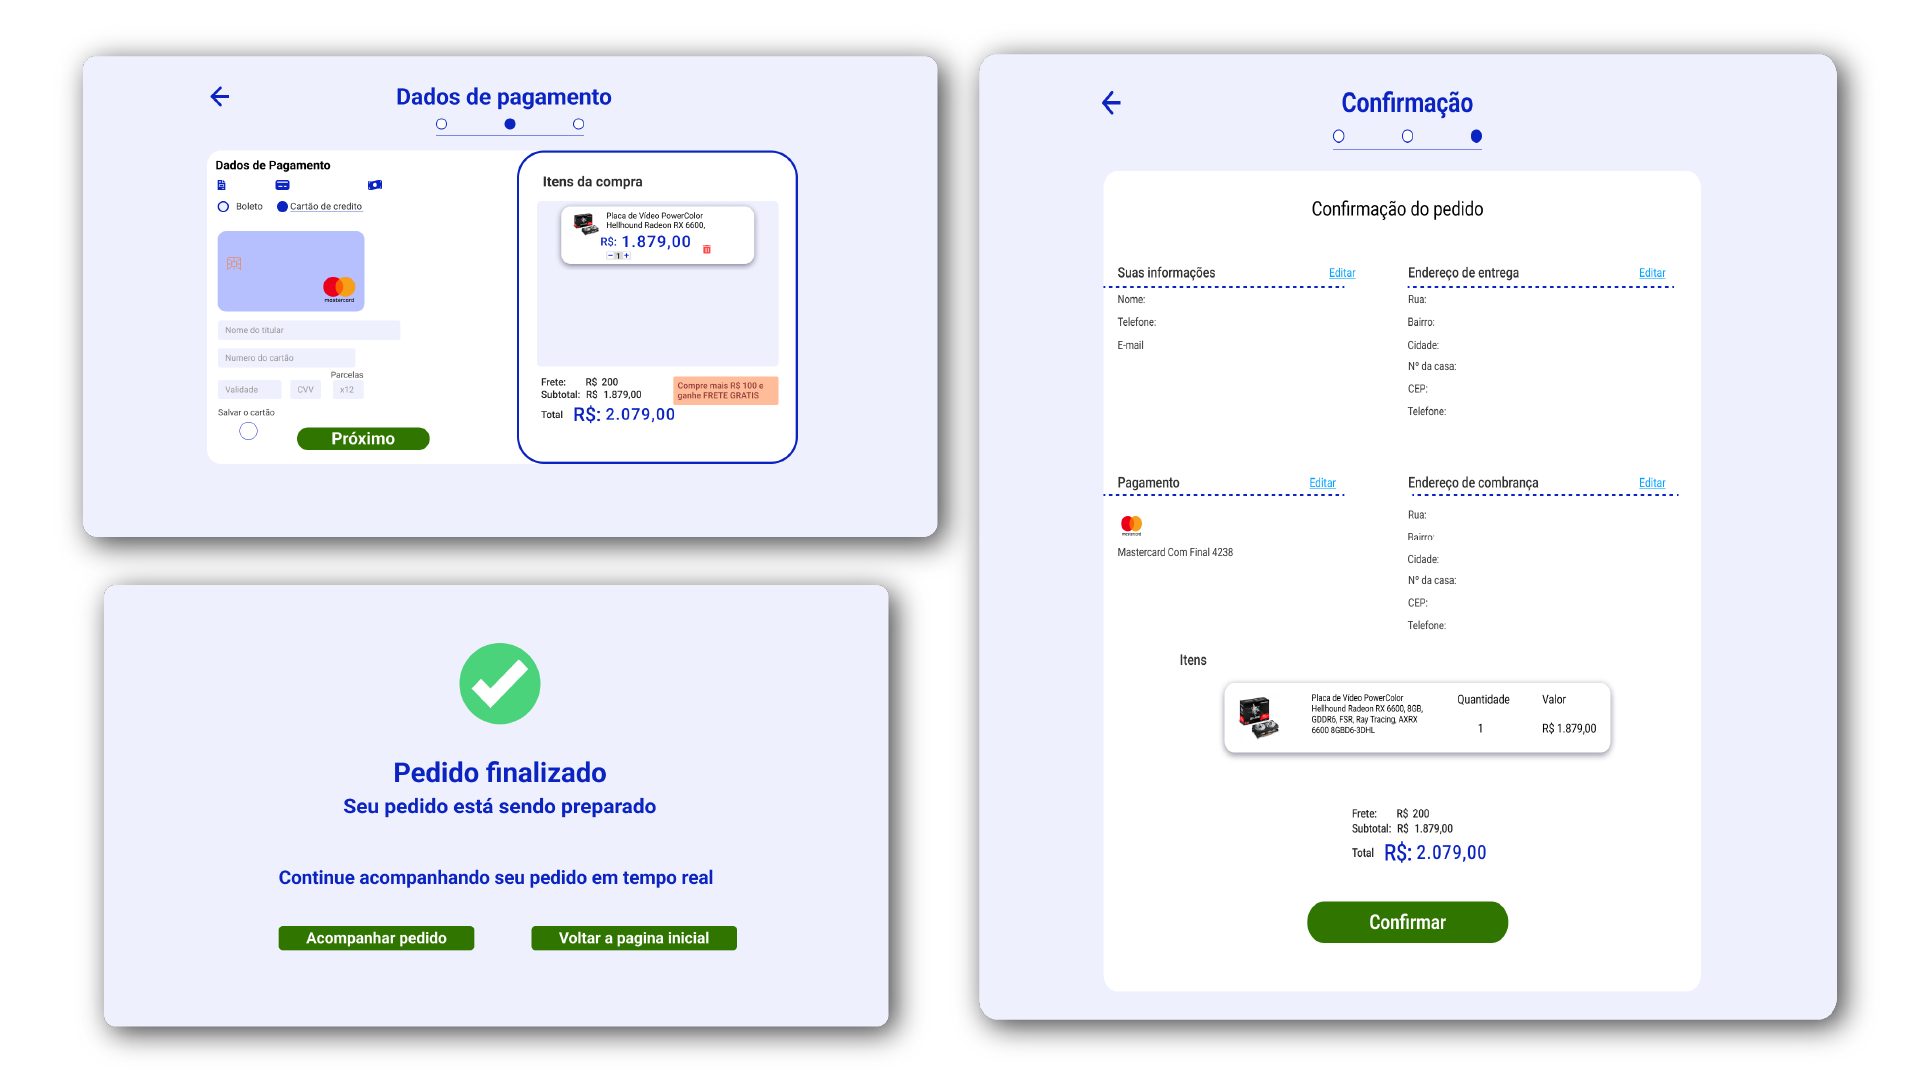 Dados de pagamento
Dados de Pagamento
Boleto
Cartão de credito
mastercard
Nome do titular
Numero do cartão
Parcelas
Validade
CVV
x12
Salvar o cartão
Próximo
Itens da compra
Placa de Vídeo PowerColor
Hellhound Radeon RX 6600,
R$: 1.879,00
− 1 +
Frete: R$ 200
Subtotal: R$ 1.879,00
Total R$: 2.079,00
Compre mais R$ 100 e
ganhe FRETE GRATIS
Pedido finalizado
Seu pedido está sendo preparado
Continue acompanhando seu pedido em tempo real
Acompanhar pedido
Voltar a pagina inicial
Confirmação
Confirmação do pedido
Suas informações Editar
Nome:
Telefone:
E-mail
Endereço de entrega Editar
Rua:
Bairro:
Cidade:
Nº da casa:
CEP:
Telefone:
Pagamento Editar
mastercard
Mastercard Com Final 4238
Endereço de combrança Editar
Rua:
Bairro:
Cidade:
Nº da casa:
CEP:
Telefone:
Itens
Placa de Vídeo PowerColor
Hellhound Radeon RX 6600, 8GB,
GDDR6, FSR, Ray Tracing, AXRX
6600 8GBD6-3DHL
Quantidade
1
Valor
R$ 1.879,00
Frete: R$ 200
Subtotal: R$ 1.879,00
Total R$: 2.079,00
Confirmar